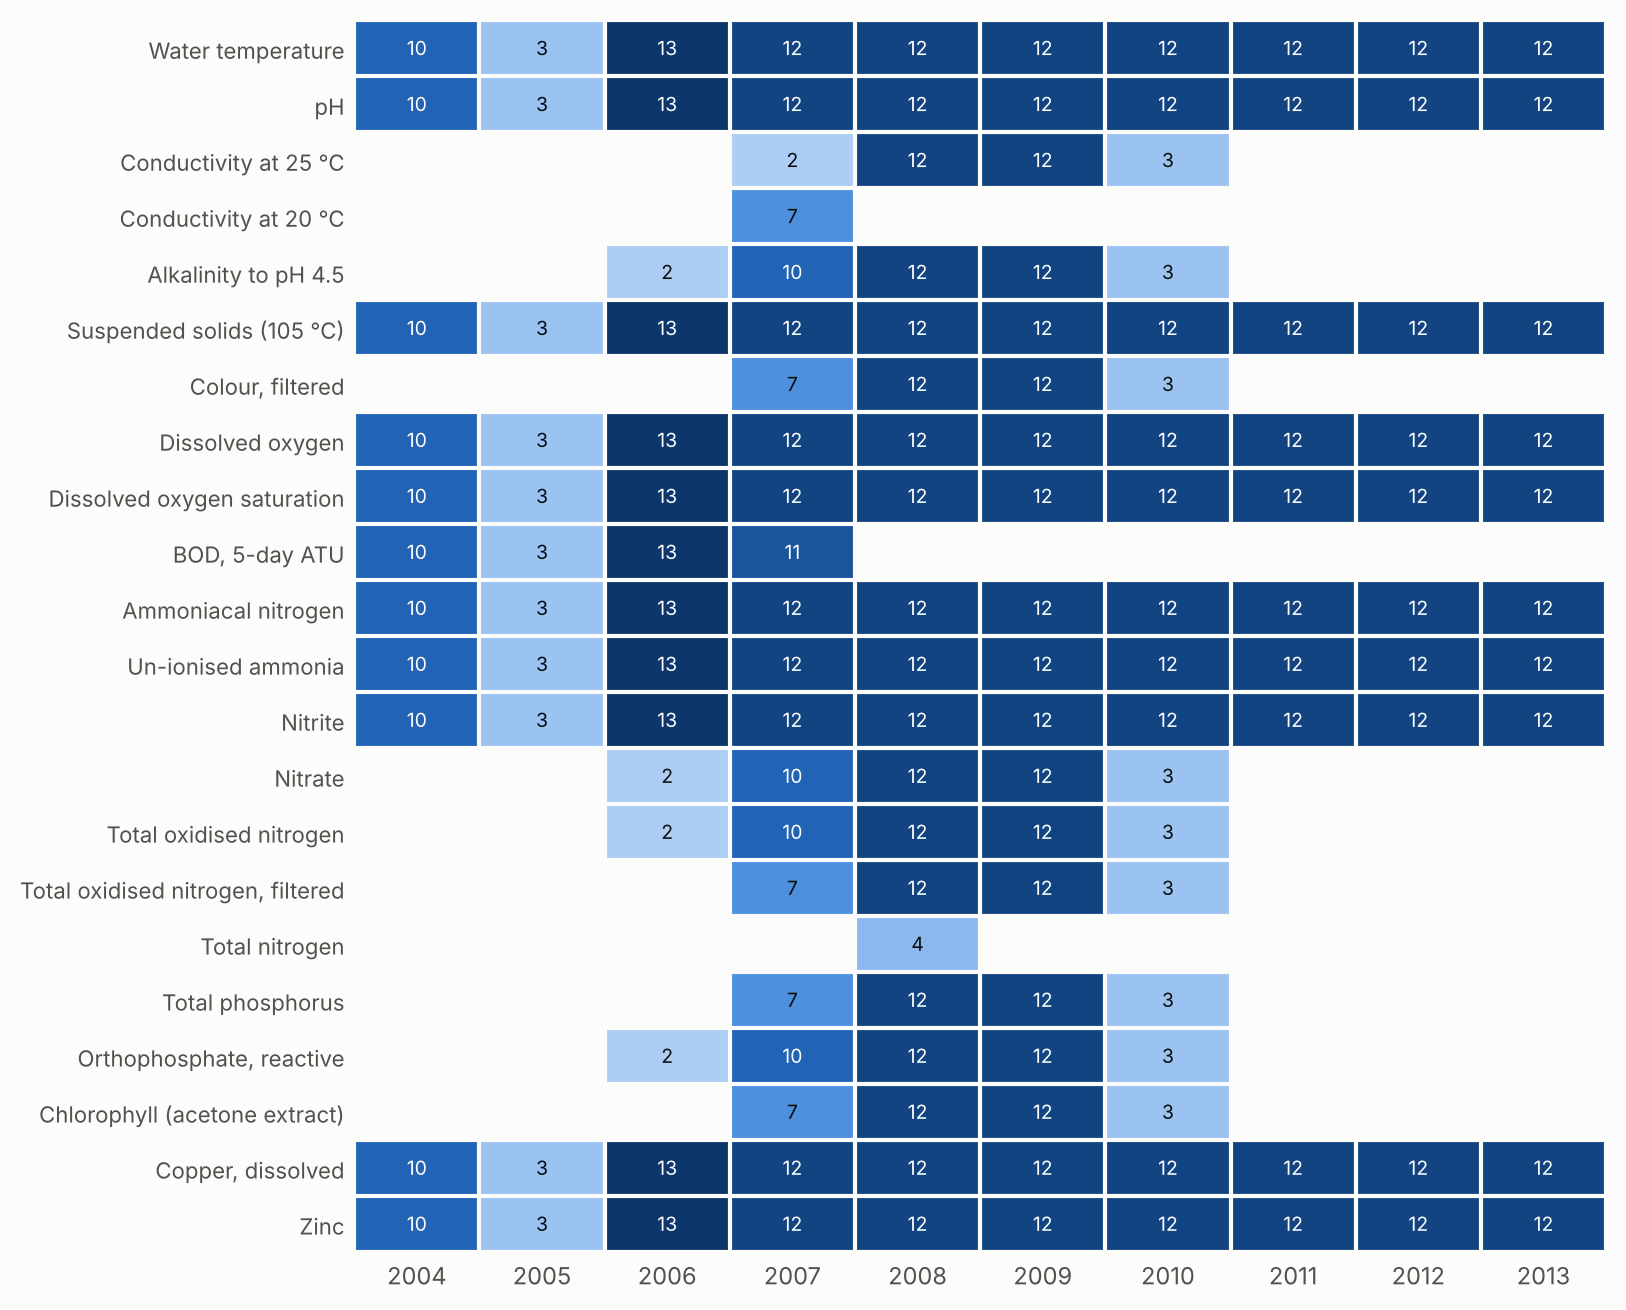 Water temperature 10 3 13 12 12 12 12 12 12 12
pH 10 3 13 12 12 12 12 12 12 12
Conductivity at 25 °C 2 12 12 3
Conductivity at 20 °C 7
Alkalinity to pH 4.5 2 10 12 12 3
Suspended solids (105 °C) 10 3 13 12 12 12 12 12 12 12
Colour, filtered 7 12 12 3
Dissolved oxygen 10 3 13 12 12 12 12 12 12 12
Dissolved oxygen saturation 10 3 13 12 12 12 12 12 12 12
BOD, 5-day ATU 10 3 13 11
Ammoniacal nitrogen 10 3 13 12 12 12 12 12 12 12
Un-ionised ammonia 10 3 13 12 12 12 12 12 12 12
Nitrite 10 3 13 12 12 12 12 12 12 12
Nitrate 2 10 12 12 3
Total oxidised nitrogen 2 10 12 12 3
Total oxidised nitrogen, filtered 7 12 12 3
Total nitrogen 4
Total phosphorus 7 12 12 3
Orthophosphate, reactive 2 10 12 12 3
Chlorophyll (acetone extract) 7 12 12 3
Copper, dissolved 10 3 13 12 12 12 12 12 12 12
Zinc 10 3 13 12 12 12 12 12 12 12
2004 2005 2006 2007 2008 2009 2010 2011 2012 2013